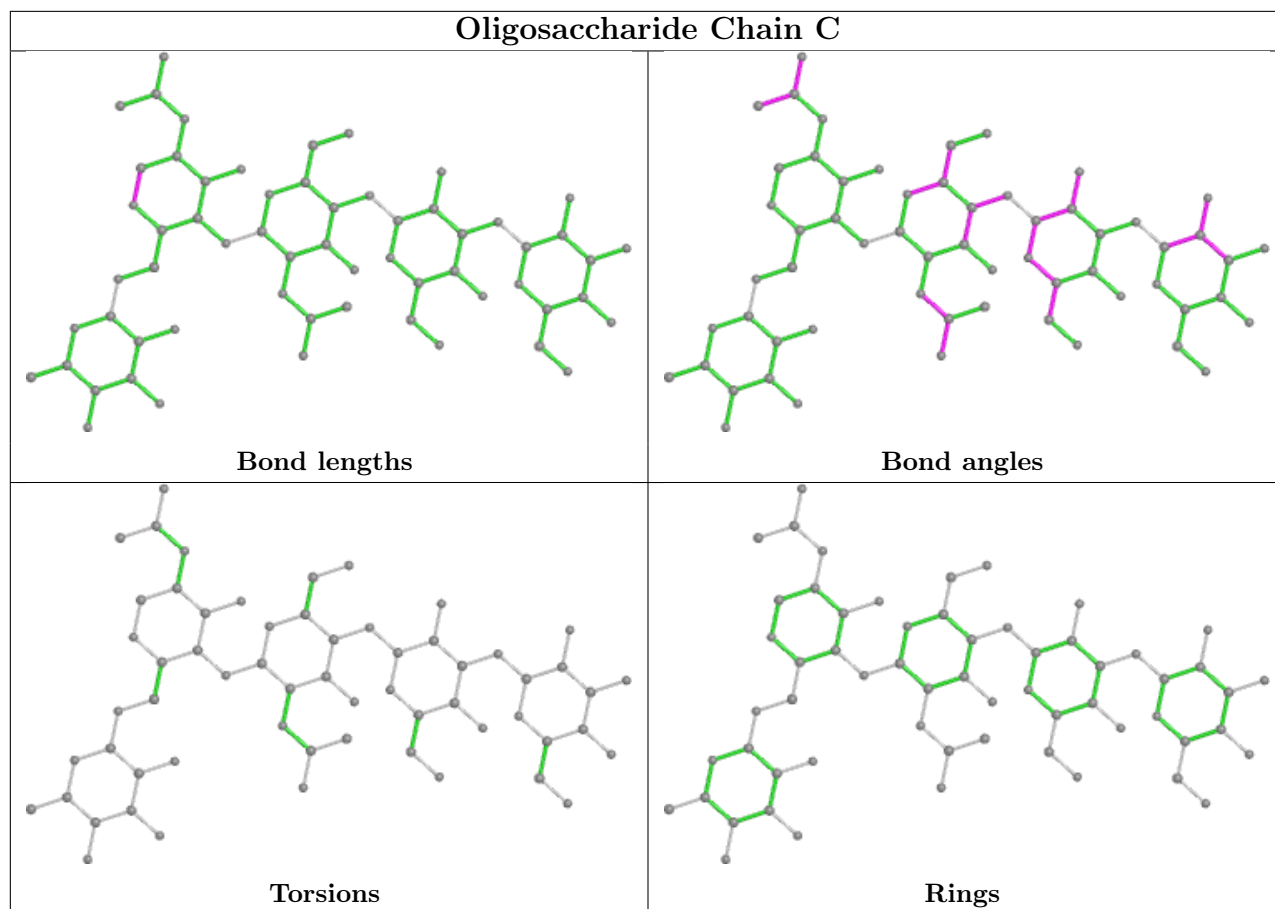 Oligosaccharide Chain C
Bond lengths
Bond angles
Torsions
Rings